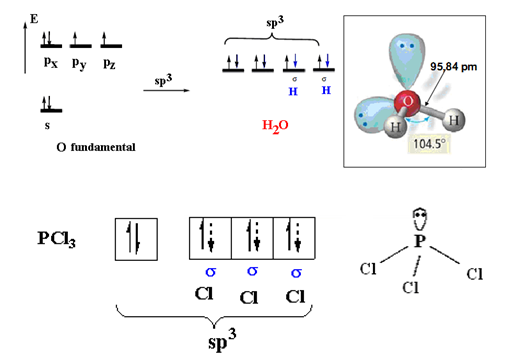 E
px py pz
s
O fundamental
sp3
sp3
σ σ
H H
H2O
95,84 pm
O
H H
104.5°
PCl3
σ σ σ
Cl Cl Cl
sp3
P
Cl Cl Cl